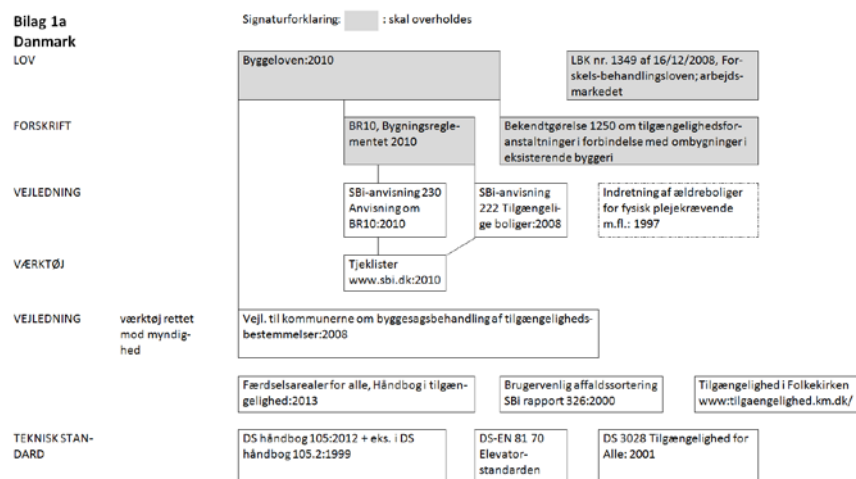 Bilag 1a
Danmark
Signaturforklaring: : skal overholdes
LOV
Byggeloven:2010
LBK nr. 1349 af 16/12/2008, For-
skels-behandlingsloven; arbejds-
markedet
FORSKRIFT
BR10, Bygningsregle-
mentet 2010
Bekendtgørelse 1250 om tilgængelighedsfor-
anstaltninger i forbindelse med ombygninger i
eksisterende byggeri
VEJLEDNING
SBi-anvisning 230
Anvisning om
BR10:2010
SBi-anvisning
222 Tilgængeli-
ge boliger:2008
Indretning af ældreboliger
for fysisk plejekrævende
m.fl.: 1997
VÆRKTØJ
Tjeklister
www.sbi.dk:2010
VEJLEDNING
værktøj rettet
mod myndig-
hed
Vejl. til kommunerne om byggesagsbehandling af tilgængeligheds-
bestemmelser:2008
Færdselsarealer for alle, Håndbog i tilgæn-
gelighed:2013
Brugervenlig affaldssortering
SBi rapport 326:2000
Tilgængelighed i Folkekirken
www:tilgaengelighed.km.dk/
TEKNISK STAN-
DARD
DS håndbog 105:2012 + eks. i DS
håndbog 105.2:1999
DS-EN 81 70
Elevator-
standarden
DS 3028 Tilgængelighed for
Alle: 2001